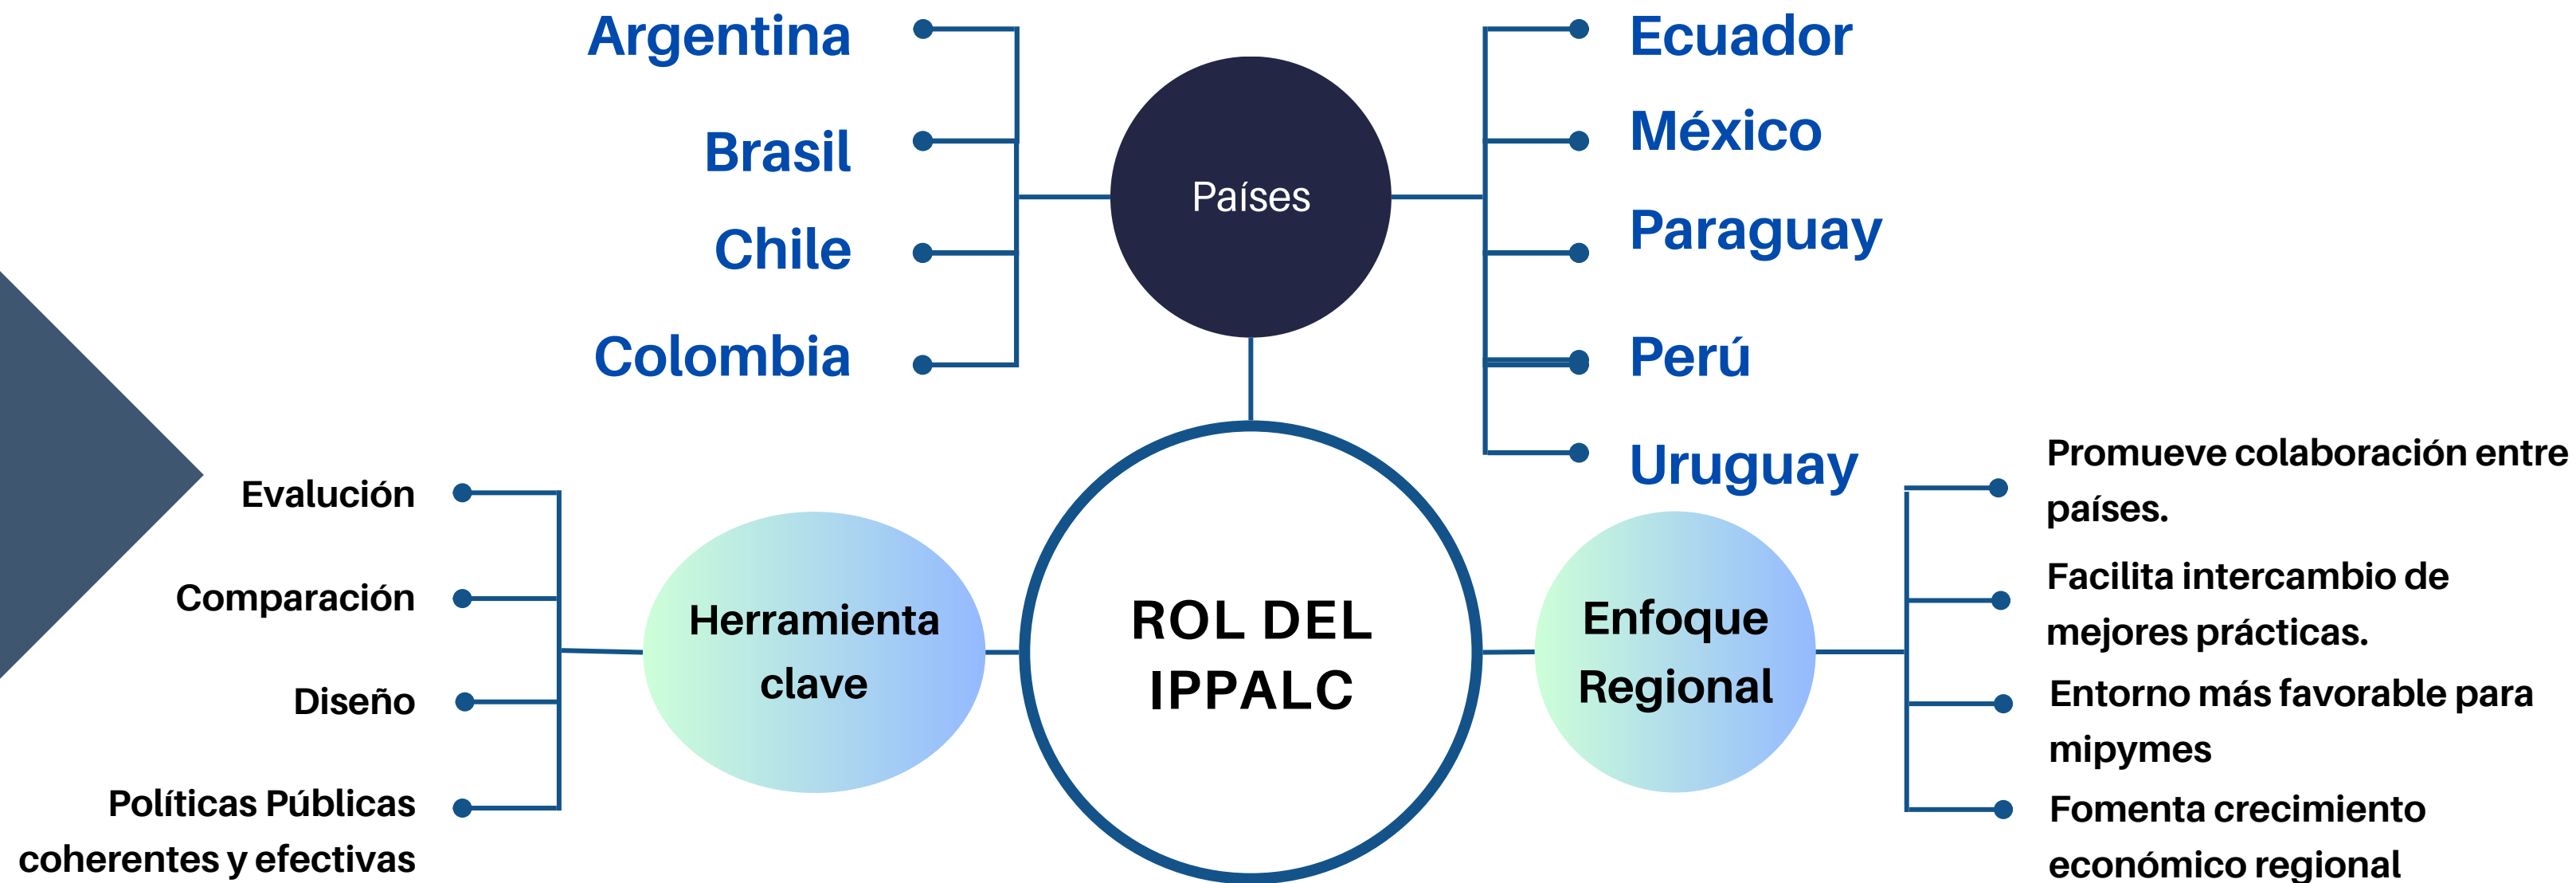 Argentina
Brasil
Chile
Colombia
Países
Ecuador
México
Paraguay
Perú
Uruguay
Evalución
Comparación
Diseño
Políticas Públicas
coherentes y efectivas
Herramienta
clave
ROL DEL
IPPALC
Enfoque
Regional
Promueve colaboración entre
países.
Facilita intercambio de
mejores prácticas.
Entorno más favorable para
mipymes
Fomenta crecimiento
económico regional